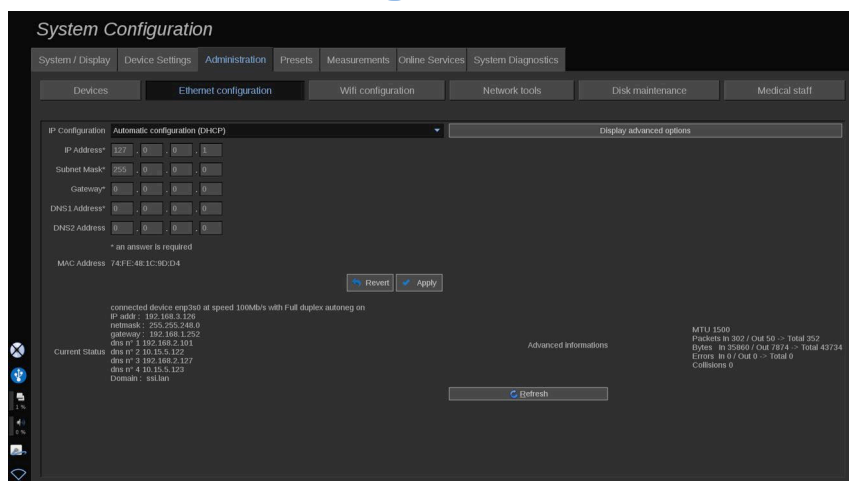 System Configuration
System / Display Device Settings Administration Presets Measurements Online Services System Diagnostics
Devices Ethernet configuration Wifi configuration Network tools Disk maintenance Medical staff
IP Configuration Automatic configuration (DHCP) Display advanced options
IP Address* 127 . 0 . 0 . 1
Subnet Mask* 255 . 0 . 0 . 0
Gateway* 0 . 0 . 0 . 0
DNS1 Address* 0 . 0 . 0 . 0
DNS2 Address 0 . 0 . 0 . 0
* an answer is required
MAC Address 74:FE:48:1C:9D:D4
Revert Apply
connected device enp3s0 at speed 100Mb/s with Full duplex autoneg on
IP addr : 192.168.3.126
netmask : 255.255.248.0
gateway : 192.168.1.252
dns n° 1 192.168.2.101
Current Status dns n° 2 10.15.5.122
dns n° 3 192.168.2.127
dns n° 4 10.15.5.123
Domain : ssi.lan
Advanced informations
MTU 1500
Packets In 302 / Out 50 -> Total 352
Bytes In 35860 / Out 7874 -> Total 43734
Errors In 0 / Out 0 -> Total 0
Collisions 0
Refresh
1 %
0 %